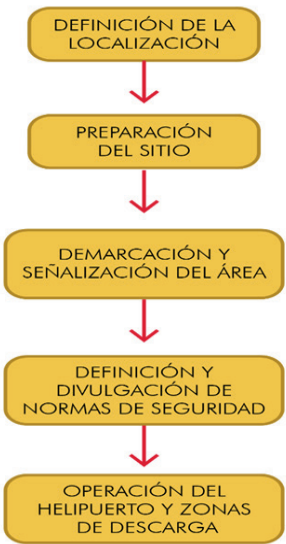 DEFINICIÓN DE LA
LOCALIZACIÓN
PREPARACIÓN
DEL SITIO
DEMARCACIÓN Y
SEÑALIZACIÓN DEL ÁREA
DEFINICIÓN Y
DIVULGACIÓN DE
NORMAS DE SEGURIDAD
OPERACIÓN DEL
HELIPUERTO Y ZONAS
DE DESCARGA